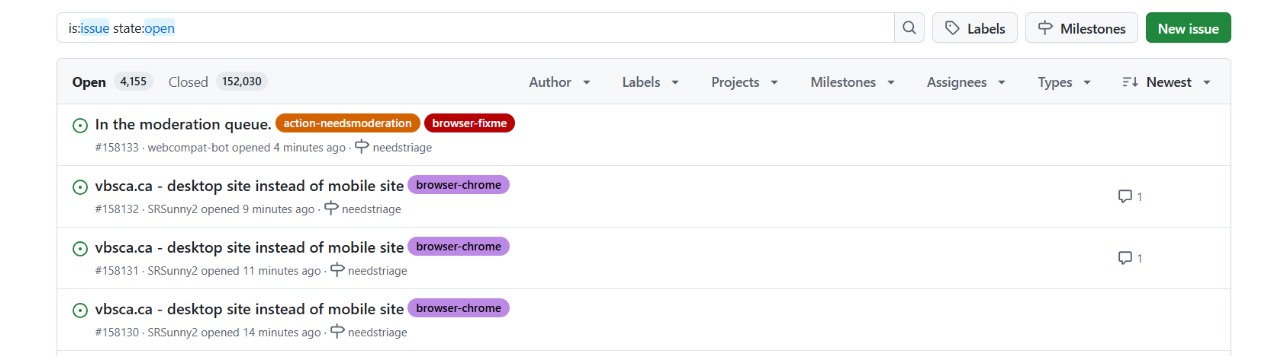 is:issue state:open Labels Milestones New issue
Open 4,155 Closed 152,030 Author Labels Projects Milestones Assignees Types Newest
In the moderation queue. action-needsmoderation browser-fixme
#158133 · webcompat-bot opened 4 minutes ago · needstriage
vbsca.ca - desktop site instead of mobile site browser-chrome
1
#158132 · SRSunny2 opened 9 minutes ago · needstriage
vbsca.ca - desktop site instead of mobile site browser-chrome
1
#158131 · SRSunny2 opened 11 minutes ago · needstriage
vbsca.ca - desktop site instead of mobile site browser-chrome
#158130 · SRSunny2 opened 14 minutes ago · needstriage